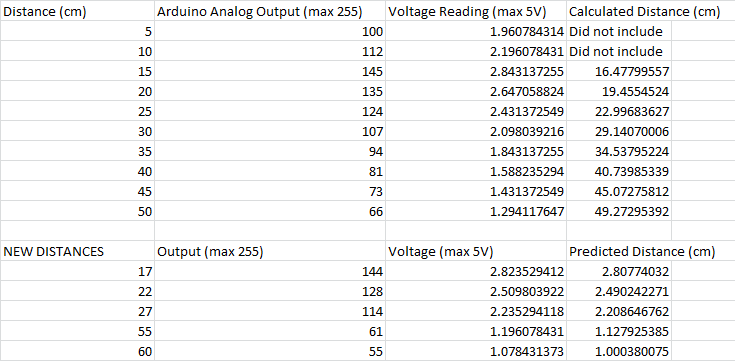 Distance (cm) Arduino Analog Output (max 255) Voltage Reading (max 5V) Calculated Distance (cm)
5 100 1.960784314 Did not include
10 112 2.196078431 Did not include
15 145 2.843137255 16.47799557
20 135 2.647058824 19.4554524
25 124 2.431372549 22.99683627
30 107 2.098039216 29.14070006
35 94 1.843137255 34.53795224
40 81 1.588235294 40.73985339
45 73 1.431372549 45.07275812
50 66 1.294117647 49.27295392
NEW DISTANCES Output (max 255) Voltage (max 5V) Predicted Distance (cm)
17 144 2.823529412 2.80774032
22 128 2.509803922 2.490242271
27 114 2.235294118 2.208646762
55 61 1.196078431 1.127925385
60 55 1.078431373 1.000380075